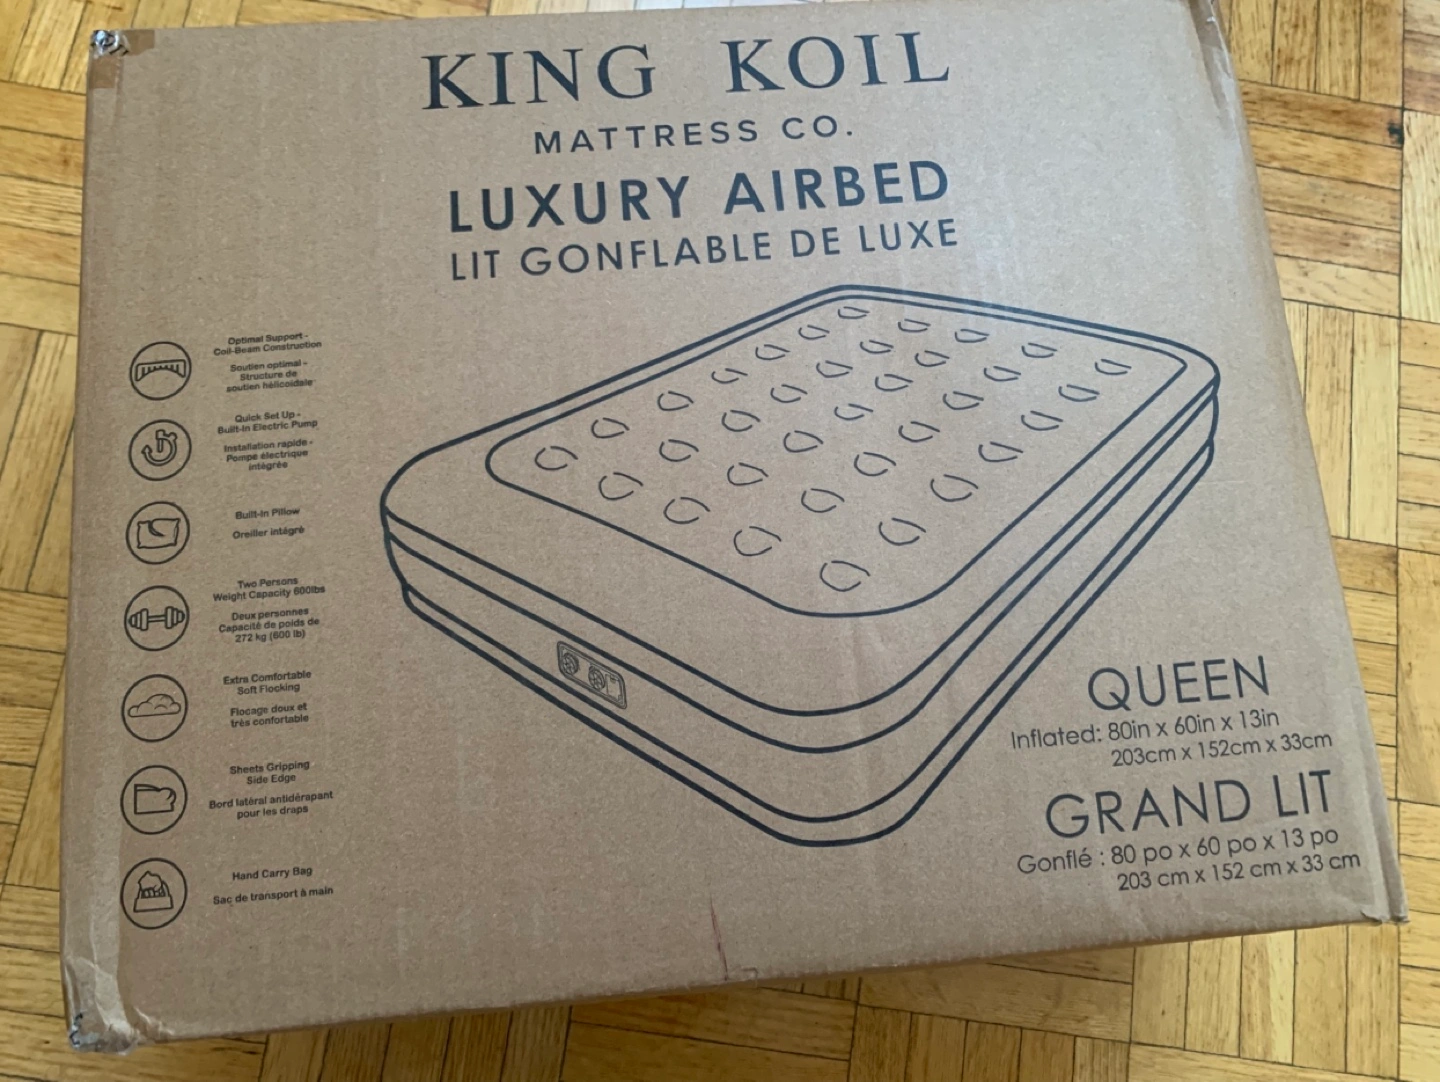 KING KOIL
MATTRESS CO.
LUXURY AIRBED
LIT GONFLABLE DE LUXE
Optimal Support -
Coil-Beam Construction
Soutien optimal -
Structure de
soutien hélicoïdale
Quick Set Up -
Built-In Electric Pump
Installation rapide -
Pompe électrique
intégrée
Built-In Pillow
Oreiller intégré
Two Persons
Weight Capacity 600lbs
Deux personnes
Capacité de poids de
272 kg (600 lb)
Extra Comfortable
Soft Flocking
Flocage doux et
très confortable
Sheets Gripping
Side Edge
Bord latéral antidérapant
pour les draps
Hand Carry Bag
Sac de transport à main
QUEEN
Inflated: 80in x 60in x 13in
203cm x 152cm x 33cm
GRAND LIT
Gonflé : 80 po x 60 po x 13 po
203 cm x 152 cm x 33 cm